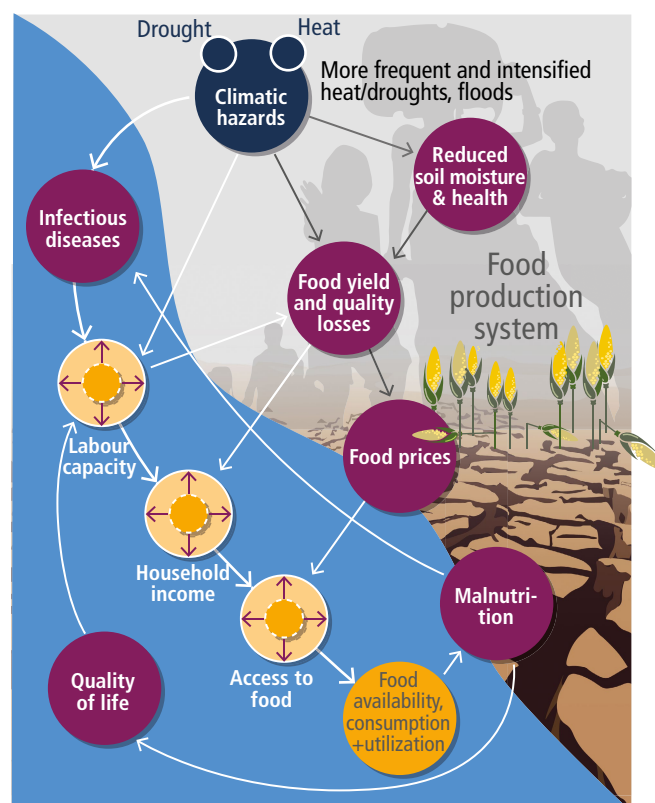 Drought
Heat
Climatic
hazards
More frequent and intensified
heat/droughts, floods
Reduced
soil moisture
& health
Infectious
diseases
Food yield
and quality
losses
Food
production
system
Labour
capacity
Food prices
Household
income
Malnutri-
tion
Access to
food
Quality
of life
Food
availability,
consumption
+utilization